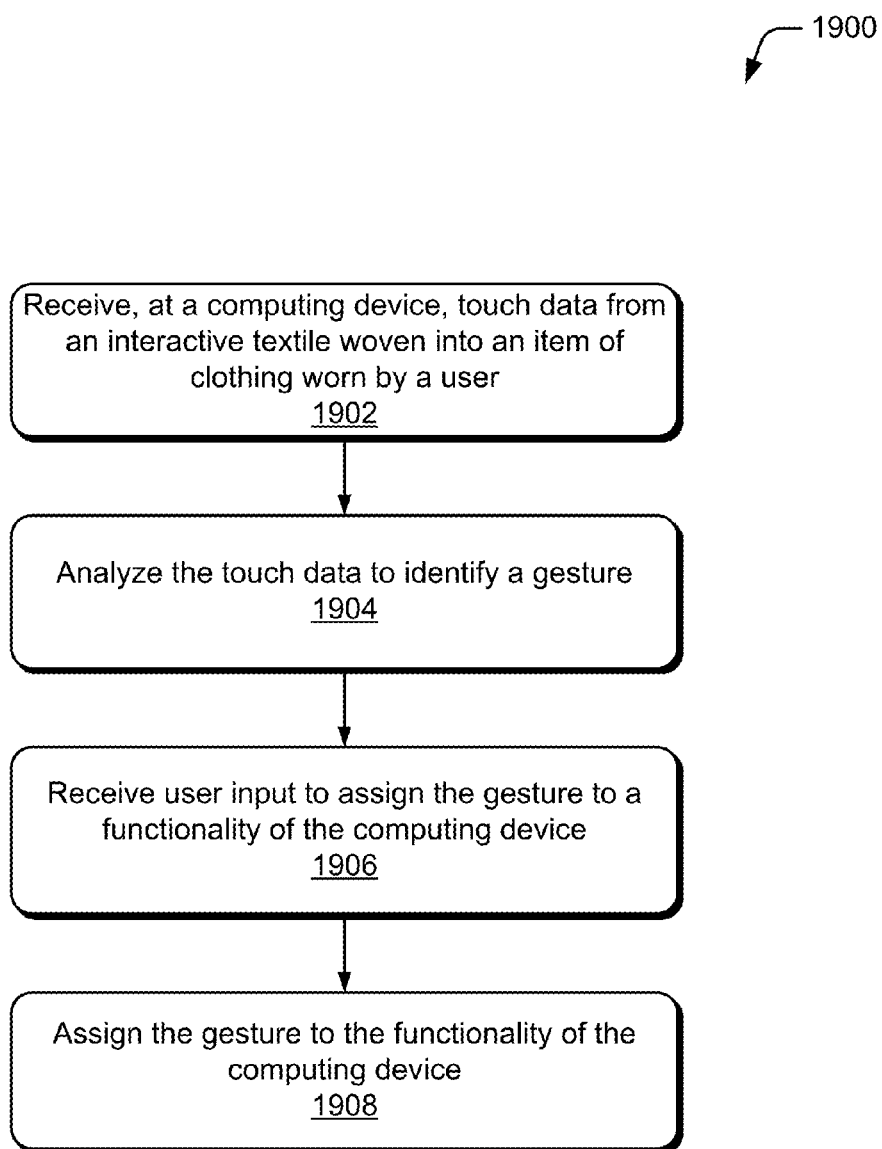 1900
Receive, at a computing device, touch data from
an interactive textile woven into an item of
clothing worn by a user
1902
Analyze the touch data to identify a gesture
1904
Receive user input to assign the gesture to a
functionality of the computing device
1906
Assign the gesture to the functionality of the
computing device
1908